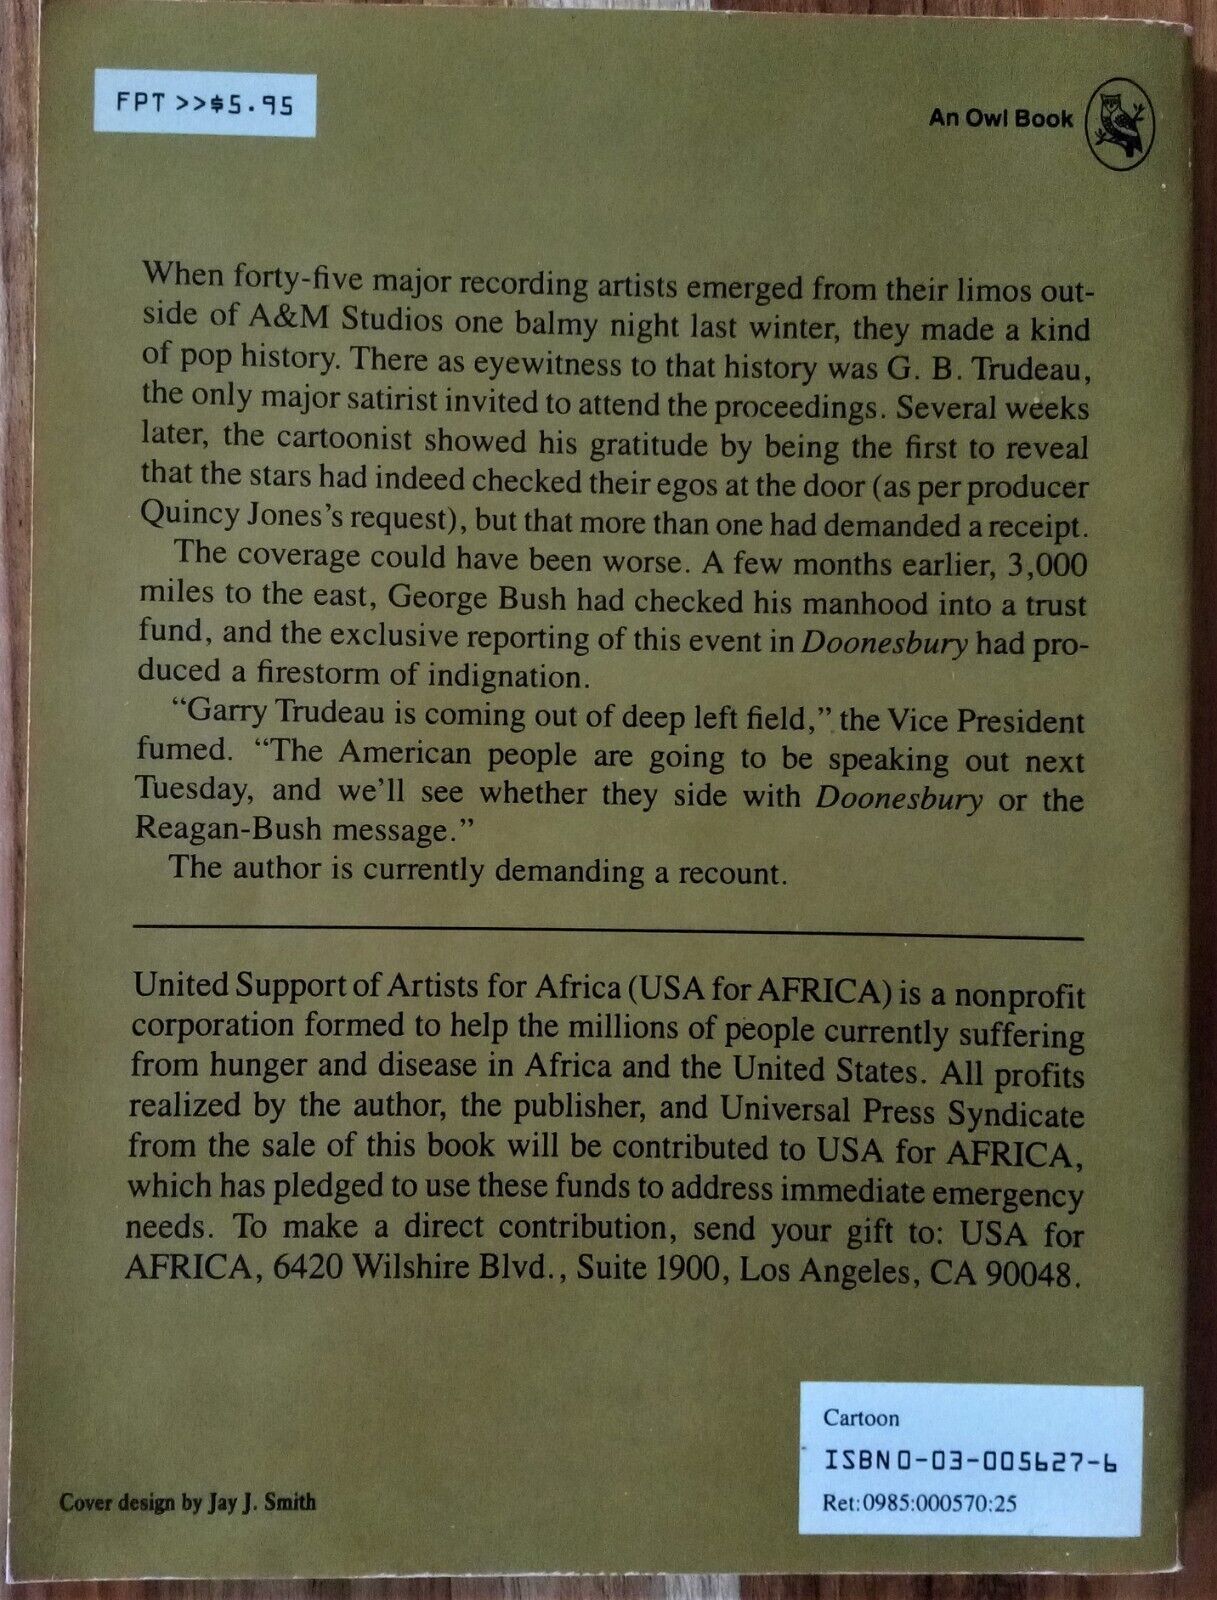 FPT >>$5.95
An Owl Book
When forty-five major recording artists emerged from their limos out-
side of A&M Studios one balmy night last winter, they made a kind
of pop history. There as eyewitness to that history was G. B. Trudeau,
the only major satirist invited to attend the proceedings. Several weeks
later, the cartoonist showed his gratitude by being the first to reveal
that the stars had indeed checked their egos at the door (as per producer
Quincy Jones's request), but that more than one had demanded a receipt.
The coverage could have been worse. A few months earlier, 3,000
miles to the east, George Bush had checked his manhood into a trust
fund, and the exclusive reporting of this event in Doonesbury had pro-
duced a firestorm of indignation.
"Garry Trudeau is coming out of deep left field," the Vice President
fumed. "The American people are going to be speaking out next
Tuesday, and we'll see whether they side with Doonesbury or the
Reagan-Bush message."
The author is currently demanding a recount.
United Support of Artists for Africa (USA for AFRICA) is a nonprofit
corporation formed to help the millions of people currently suffering
from hunger and disease in Africa and the United States. All profits
realized by the author, the publisher, and Universal Press Syndicate
from the sale of this book will be contributed to USA for AFRICA,
which has pledged to use these funds to address immediate emergency
needs. To make a direct contribution, send your gift to: USA for
AFRICA, 6420 Wilshire Blvd., Suite 1900, Los Angeles, CA 90048.
Cartoon
ISBN 0-03-005627-6
Ret:0985:000570:25
Cover design by Jay J. Smith